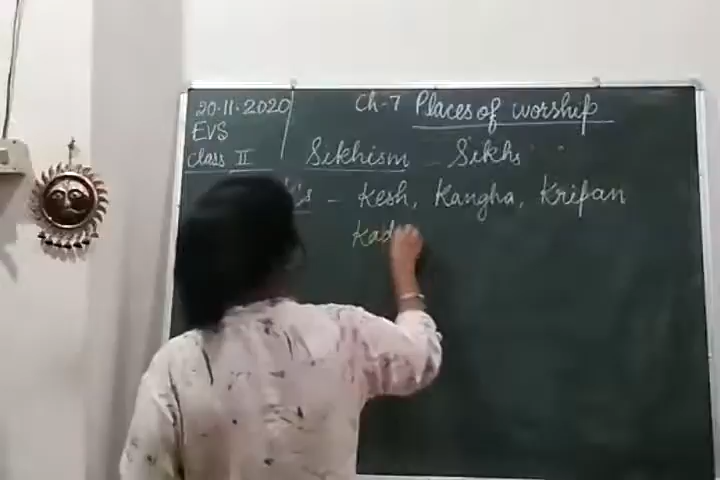 20.11.2020 Ch-7 Places of worship
EVS
Class II Sikhism - Sikhs
k's - Kesh, Kangha, Kripan
Kad